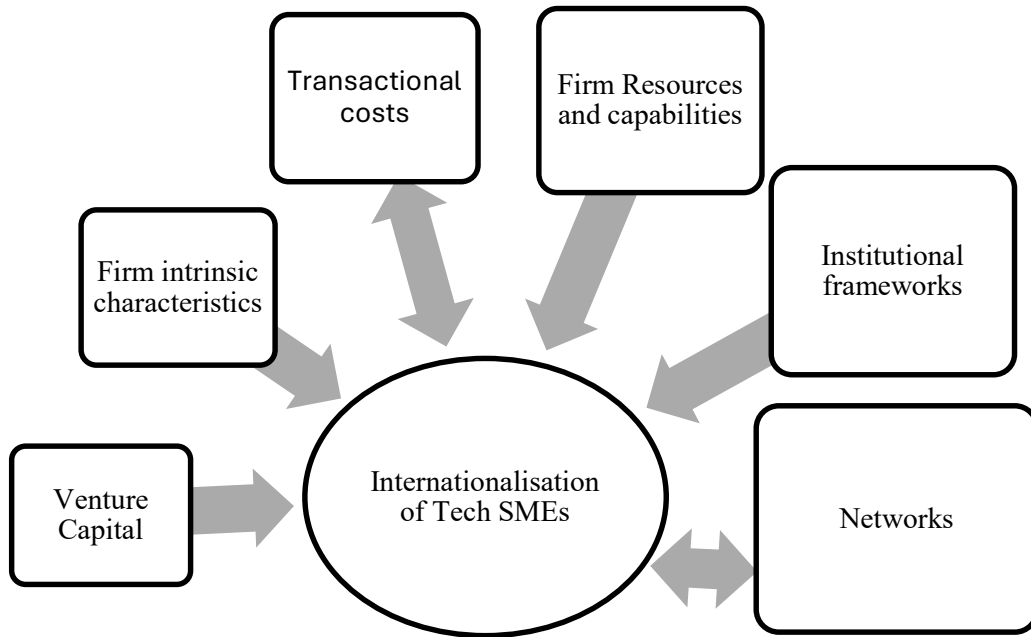 Transactional
costs
Firm Resources
and capabilities
Firm intrinsic
characteristics
Institutional
frameworks
Venture
Capital
Internationalisation
of Tech SMEs
Networks